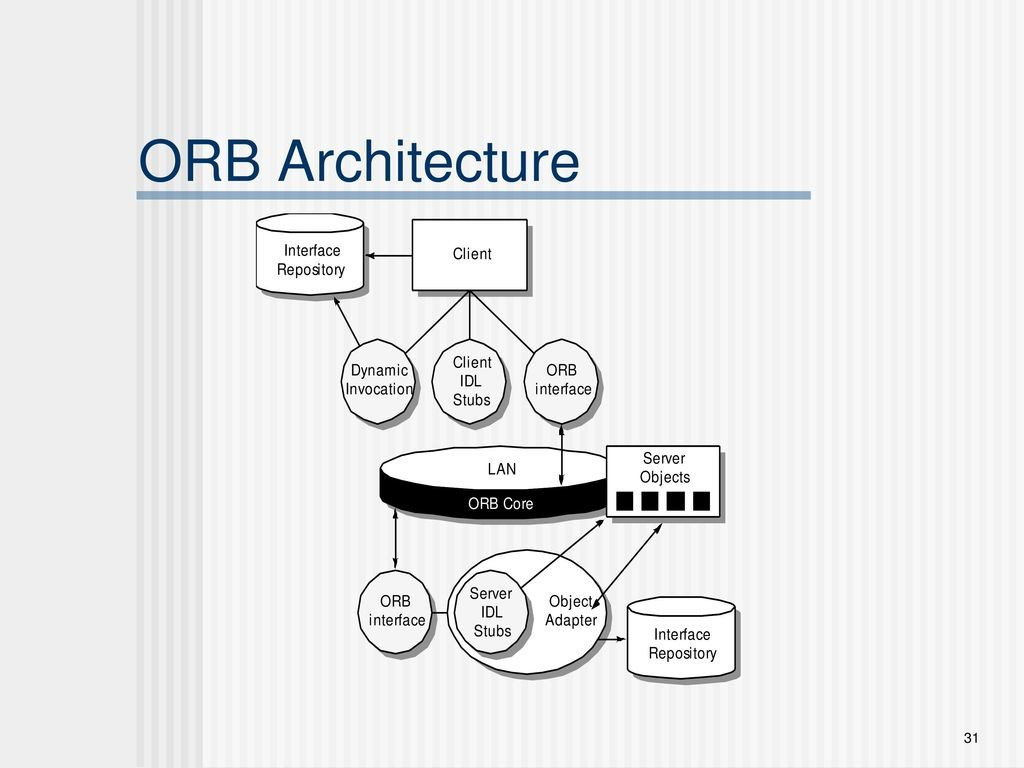 ORB Architecture
Interface
Repository
Client
Dynamic
Invocation
Client
IDL
Stubs
ORB
interface
LAN
ORB Core
Server
Objects
ORB
interface
Server
IDL
Stubs
Object
Adapter
Interface
Repository
31